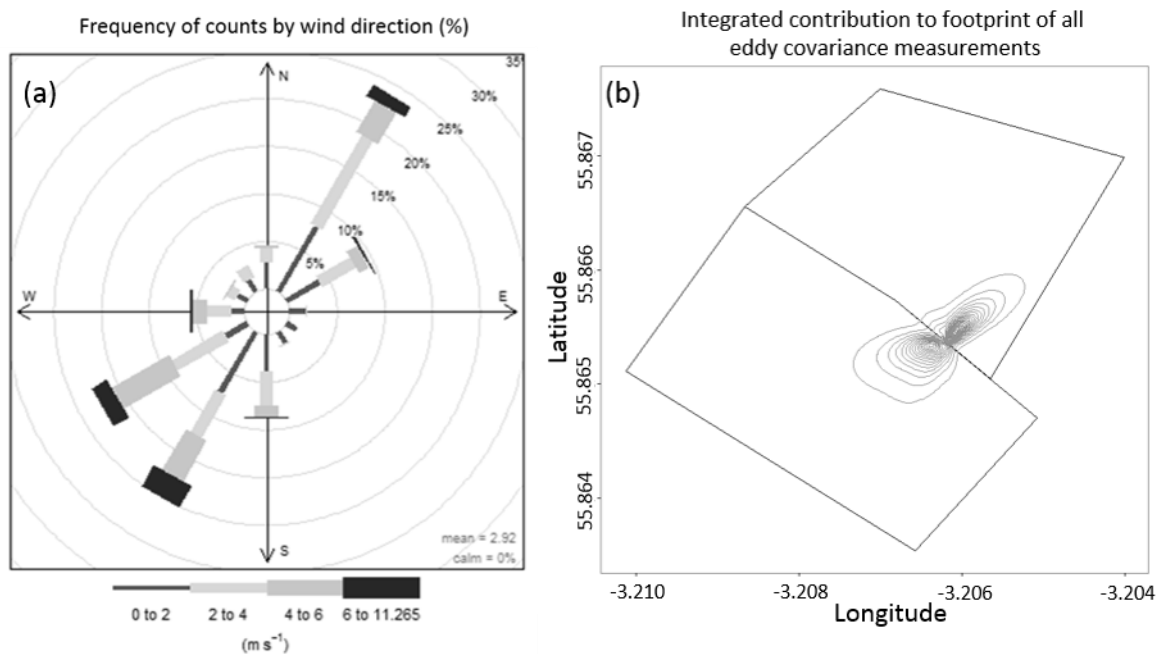 Frequency of counts by wind direction (%)
(a)
N
35
30%
25%
20%
15%
10%
5%
W
E
S
mean = 2.92
calm = 0%
0 to 2 2 to 4 4 to 6 6 to 11.265
(m s⁻¹)
Integrated contribution to footprint of all
eddy covariance measurements
(b)
Latitude
55.867
55.866
55.865
55.864
-3.210 -3.208 -3.206 -3.204
Longitude